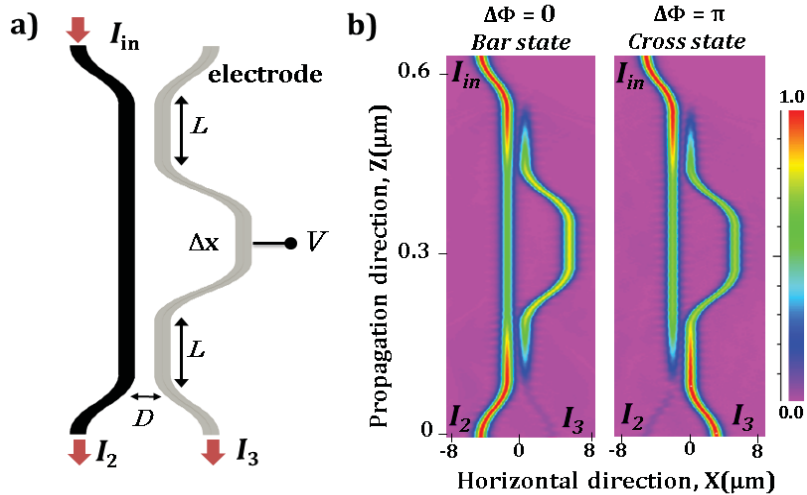 a)
I_in
electrode
L
Δx
V
L
D
I_2
I_3
b)
ΔΦ = 0
Bar state
ΔΦ = π
Cross state
Propagation direction, Z(μm)
0.6
0.3
0
I_in
I_2
I_3
-8
0
8
I_in
I_2
I_3
-8
0
8
1.0
0.0
Horizontal direction, X(μm)